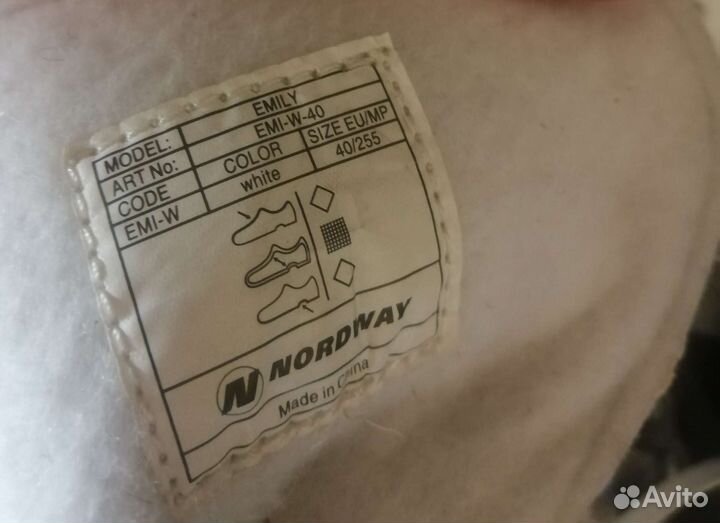 MODEL: EMILY
ART No: EMI-W-40
CODE COLOR SIZE EU/MP
EMI-W white 40/255
N NORDWAY
Made in China
Avito